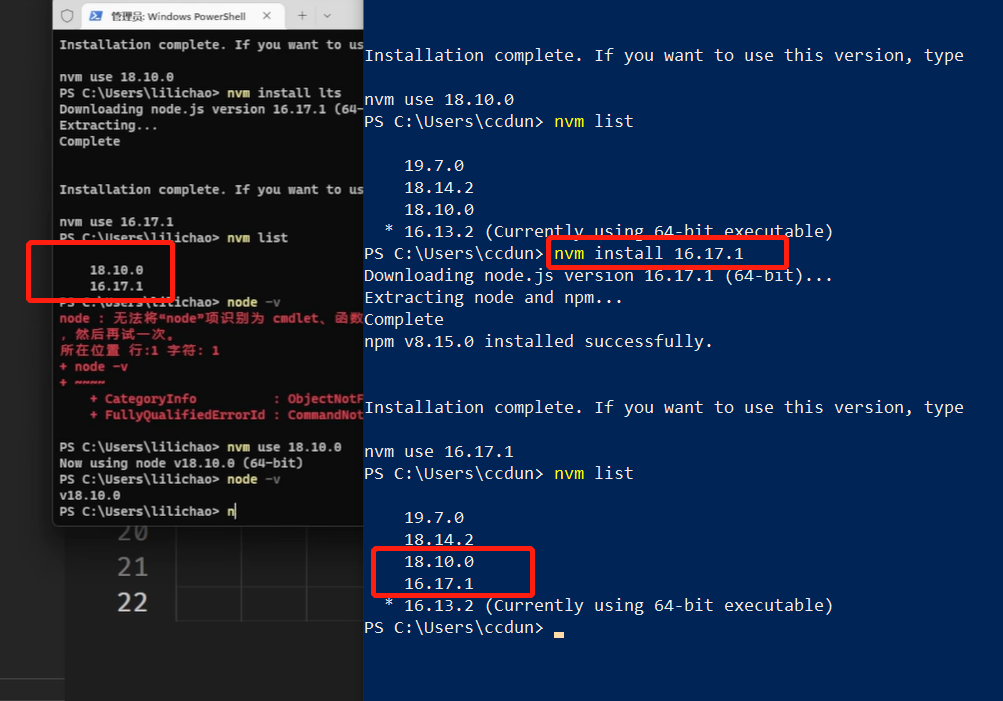 管理员: Windows PowerShell
Installation complete. If you want to us
nvm use 18.10.0
PS C:\Users\lilichao> nvm install lts
Downloading node.js version 16.17.1 (64-
Extracting...
Complete
Installation complete. If you want to us
nvm use 16.17.1
PS C:\Users\lilichao> nvm list
18.10.0
16.17.1
PS C:\Users\lilichao> node -v
node : 无法将“node”项识别为 cmdlet、函数
，然后再试一次。
所在位置 行:1 字符: 1
+ node -v
+ ~~~~
+ CategoryInfo : ObjectNotF
+ FullyQualifiedErrorId : CommandNot
PS C:\Users\lilichao> nvm use 18.10.0
Now using node v18.10.0 (64-bit)
PS C:\Users\lilichao> node -v
v18.10.0
PS C:\Users\lilichao> n
20
21
22
Installation complete. If you want to use this version, type
nvm use 18.10.0
PS C:\Users\ccdun> nvm list
19.7.0
18.14.2
18.10.0
* 16.13.2 (Currently using 64-bit executable)
PS C:\Users\ccdun> nvm install 16.17.1
Downloading node.js version 16.17.1 (64-bit)...
Extracting node and npm...
Complete
npm v8.15.0 installed successfully.
Installation complete. If you want to use this version, type
nvm use 16.17.1
PS C:\Users\ccdun> nvm list
19.7.0
18.14.2
18.10.0
16.17.1
* 16.13.2 (Currently using 64-bit executable)
PS C:\Users\ccdun>